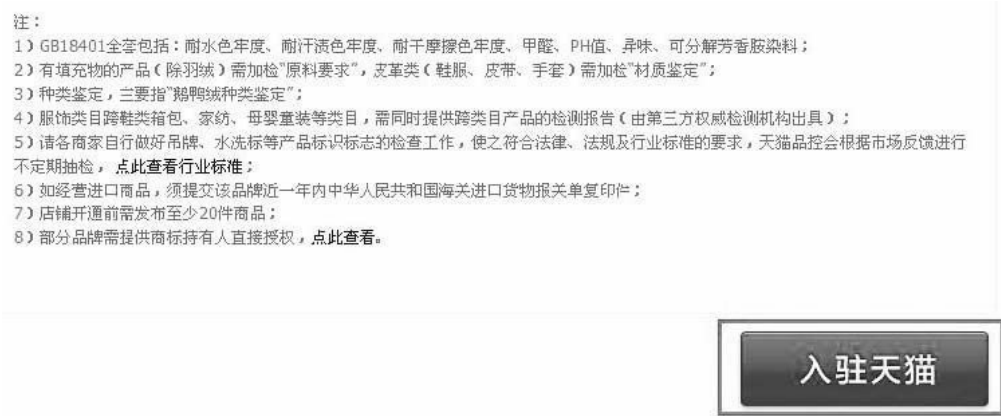 注：
1）GB18401全套包括：耐水色牢度、耐汗渍色牢度、耐干摩擦色牢度、甲醛、PH值、异味、可分解芳香胺染料；
2）有填充物的产品（除羽绒）需加检“原料要求”，皮革类（鞋服、皮带、手套）需加检“材质鉴定”；
3）种类鉴定，主要指“鹅鸭绒种类鉴定”；
4）服饰类目跨鞋类箱包、家纺、母婴童装等类目，需同时提供跨类目产品的检测报告（由第三方权威检测机构出具）；
5）请各商家自行做好吊牌、水洗标等产品标识标志的检查工作，使之符合法律、法规及行业标准的要求，天猫品控会根据市场反馈进行
不定期抽检，点此查看行业标准；
6）如经营进口商品，须提交该品牌近一年内中华人民共和国海关进口货物报关单复印件；
7）店铺开通前需发布至少20件商品；
8）部分品牌需提供商标持有人直接授权，点此查看。
入驻天猫